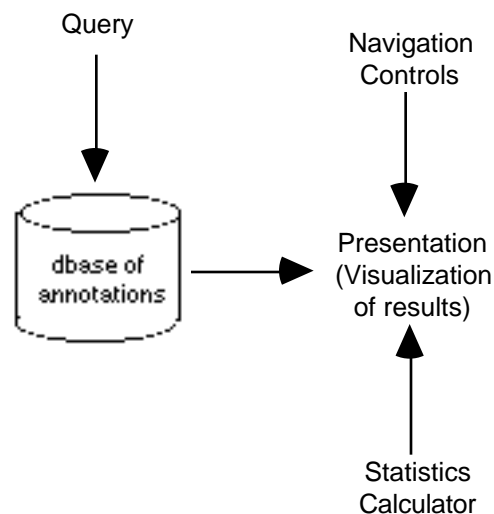 Query
Navigation
Controls
dbase of
annotations
Presentation
(Visualization
of results)
Statistics
Calculator